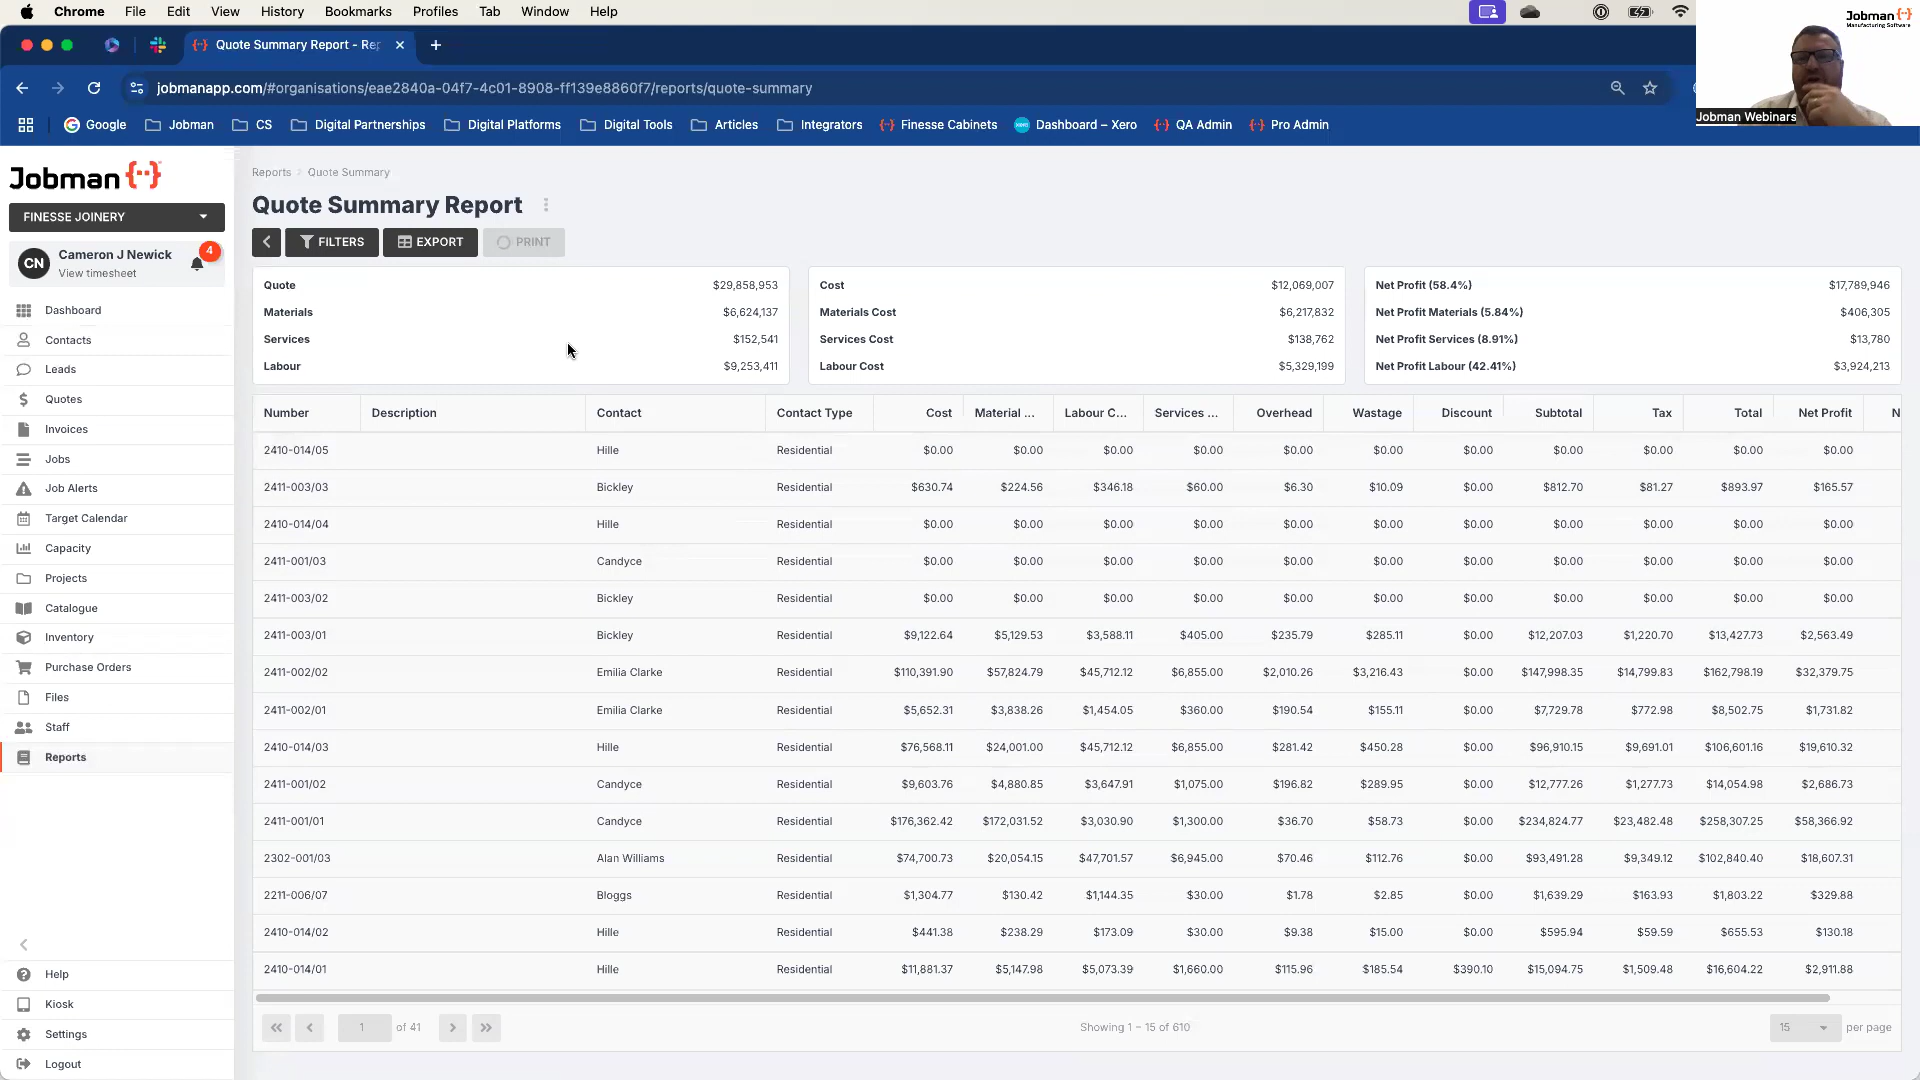 Chrome File Edit View History Bookmarks Profiles Tab Window Help
Jobman
Manufacturing Software
Jobman Webinars
Quote Summary Report - Rep
jobmanapp.com/#organisations/eae2840a-04f7-4c01-8908-ff139e8860f7/reports/quote-summary
Google Jobman CS Digital Partnerships Digital Platforms Digital Tools Articles Integrators Finesse Cabinets Dashboard – Xero QA Admin Pro Admin
Jobman
FINESSE JOINERY
CN Cameron J Newick 4
View timesheet
Dashboard
Contacts
Leads
Quotes
Invoices
Jobs
Job Alerts
Target Calendar
Capacity
Projects
Catalogue
Inventory
Purchase Orders
Files
Staff
Reports
Help
Kiosk
Settings
Logout
Reports / Quote Summary
Quote Summary Report
FILTERS EXPORT PRINT
Quote $29,858,953
Materials $6,624,137
Services $152,541
Labour $9,253,411
Cost $12,069,007
Materials Cost $6,217,832
Services Cost $138,762
Labour Cost $5,329,199
Net Profit (58.4%) $17,789,946
Net Profit Materials (5.84%) $406,305
Net Profit Services (8.91%) $13,780
Net Profit Labour (42.41%) $3,924,213
Number Description Contact Contact Type Cost Material ... Labour C... Services ... Overhead Wastage Discount Subtotal Tax Total Net Profit N
2410-014/05 Hille Residential $0.00 $0.00 $0.00 $0.00 $0.00 $0.00 $0.00 $0.00 $0.00 $0.00 $0.00
2411-003/03 Bickley Residential $630.74 $224.56 $346.18 $60.00 $6.30 $10.09 $0.00 $812.70 $81.27 $893.97 $165.57
2410-014/04 Hille Residential $0.00 $0.00 $0.00 $0.00 $0.00 $0.00 $0.00 $0.00 $0.00 $0.00 $0.00
2411-001/03 Candyce Residential $0.00 $0.00 $0.00 $0.00 $0.00 $0.00 $0.00 $0.00 $0.00 $0.00 $0.00
2411-003/02 Bickley Residential $0.00 $0.00 $0.00 $0.00 $0.00 $0.00 $0.00 $0.00 $0.00 $0.00 $0.00
2411-003/01 Bickley Residential $9,122.64 $5,129.53 $3,588.11 $405.00 $235.79 $285.11 $0.00 $12,207.03 $1,220.70 $13,427.73 $2,563.49
2411-002/02 Emilia Clarke Residential $110,391.90 $57,824.79 $45,712.12 $6,855.00 $2,010.26 $3,216.43 $0.00 $147,998.35 $14,799.83 $162,798.19 $32,379.75
2411-002/01 Emilia Clarke Residential $5,652.31 $3,838.26 $1,454.05 $360.00 $190.54 $155.11 $0.00 $7,729.78 $772.98 $8,502.75 $1,731.82
2410-014/03 Hille Residential $76,568.11 $24,001.00 $45,712.12 $6,855.00 $281.42 $450.28 $0.00 $96,910.15 $9,691.01 $106,601.16 $19,610.32
2411-001/02 Candyce Residential $9,603.76 $4,880.85 $3,647.91 $1,075.00 $196.82 $289.95 $0.00 $12,777.26 $1,277.73 $14,054.98 $2,686.73
2411-001/01 Candyce Residential $176,362.42 $172,031.52 $3,030.90 $1,300.00 $36.70 $58.73 $0.00 $234,824.77 $23,482.48 $258,307.25 $58,366.92
2302-001/03 Alan Williams Residential $74,700.73 $20,054.15 $47,701.57 $6,945.00 $70.46 $112.76 $0.00 $93,491.28 $9,349.12 $102,840.40 $18,607.31
2211-006/07 Bloggs Residential $1,304.77 $130.42 $1,144.35 $30.00 $1.78 $2.85 $0.00 $1,639.29 $163.93 $1,803.22 $329.88
2410-014/02 Hille Residential $441.38 $238.29 $173.09 $30.00 $9.38 $15.00 $0.00 $595.94 $59.59 $655.53 $130.18
2410-014/01 Hille Residential $11,881.37 $5,147.98 $5,073.39 $1,660.00 $115.96 $185.54 $390.10 $15,094.75 $1,509.48 $16,604.22 $2,911.88
1 of 41 Showing 1 – 15 of 610 15 per page